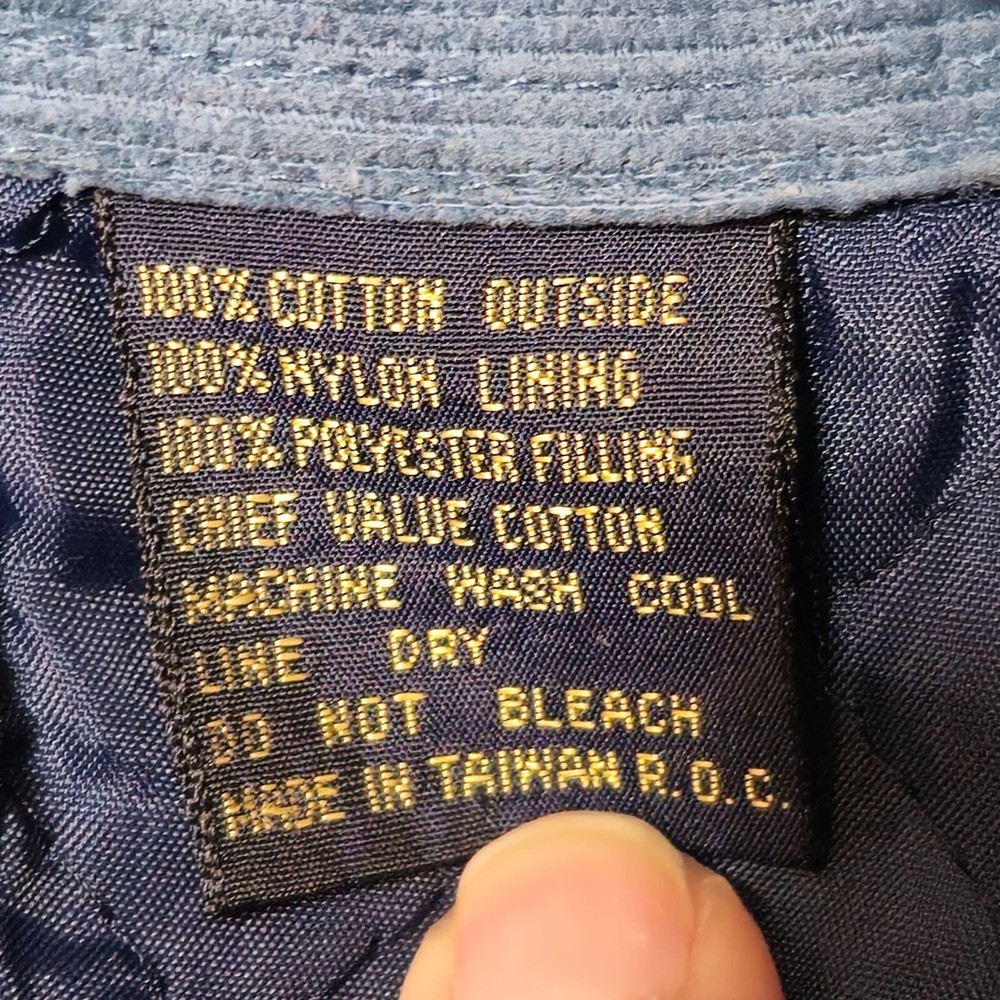 100% COTTON OUTSIDE
100% NYLON LINING
100% POLYESTER FILLING
CHIEF VALUE COTTON
MACHINE WASH COOL
LINE DRY
DO NOT BLEACH
MADE IN TAIWAN R.O.C.